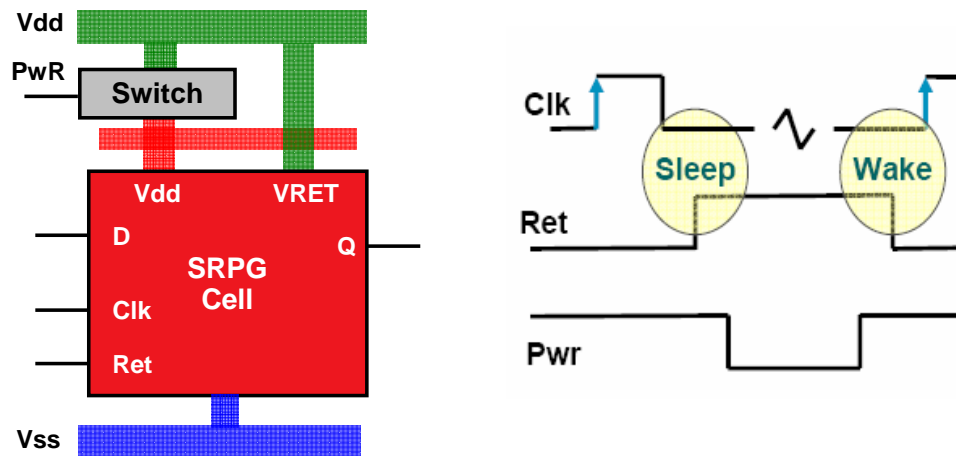 Vdd
PwR
Switch
Vdd
VRET
D
Q
SRPG
Cell
Clk
Ret
Vss
Clk
Sleep
Wake
Ret
Pwr